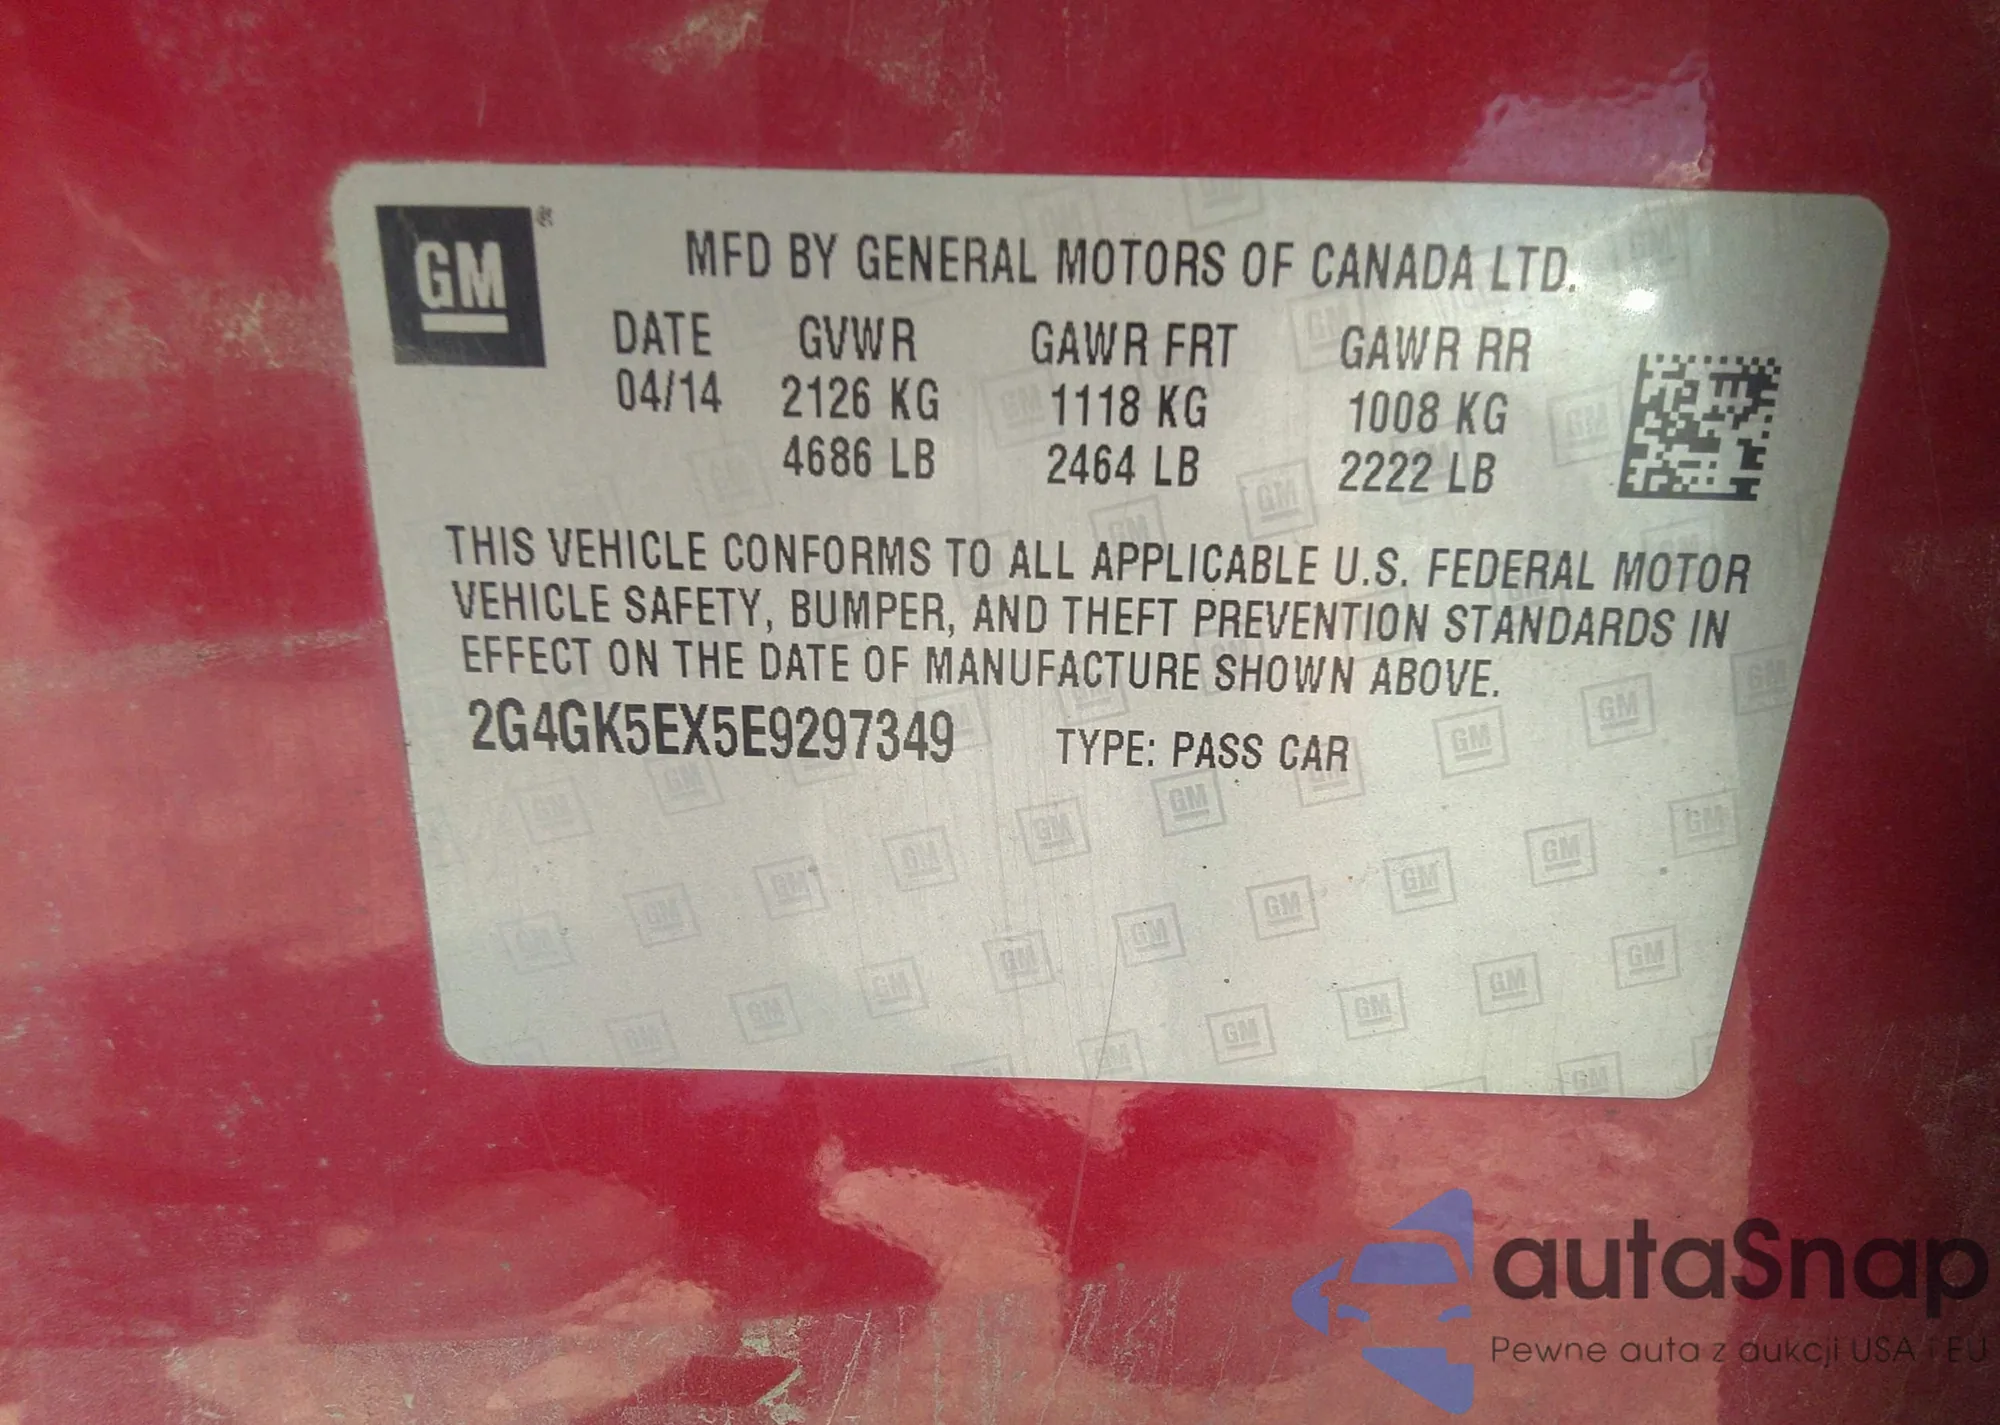 GM®
MFD BY GENERAL MOTORS OF CANADA LTD.
DATE GVWR GAWR FRT GAWR RR
04/14 2126 KG 1118 KG 1008 KG
4686 LB 2464 LB 2222 LB
THIS VEHICLE CONFORMS TO ALL APPLICABLE U.S. FEDERAL MOTOR
VEHICLE SAFETY, BUMPER, AND THEFT PREVENTION STANDARDS IN
EFFECT ON THE DATE OF MANUFACTURE SHOWN ABOVE.
2G4GK5EX5E9297349 TYPE: PASS CAR
autaSnap
Pewne auta z aukcji USA i EU